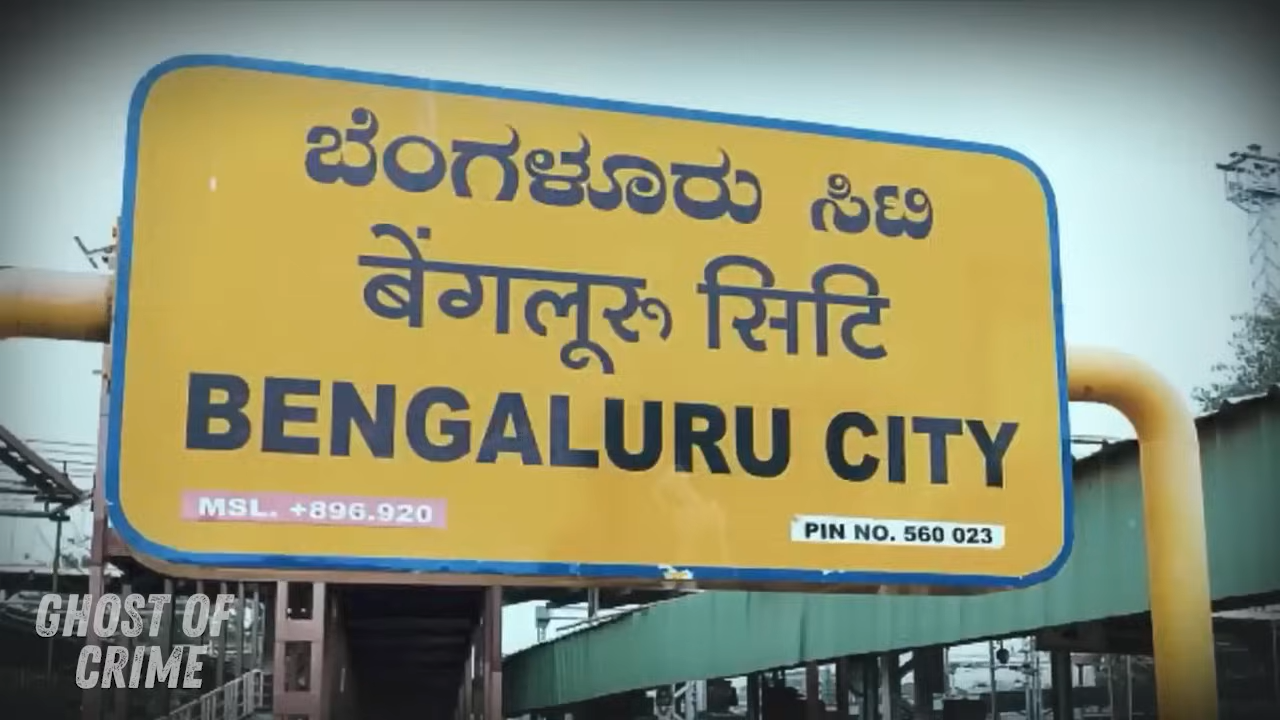 ಬೆಂಗಳೂರು ಸಿಟಿ
बेंगलूरू सिटि
BENGALURU CITY
MSL. +896.920
PIN NO. 560 023
GHOST OF
CRIME